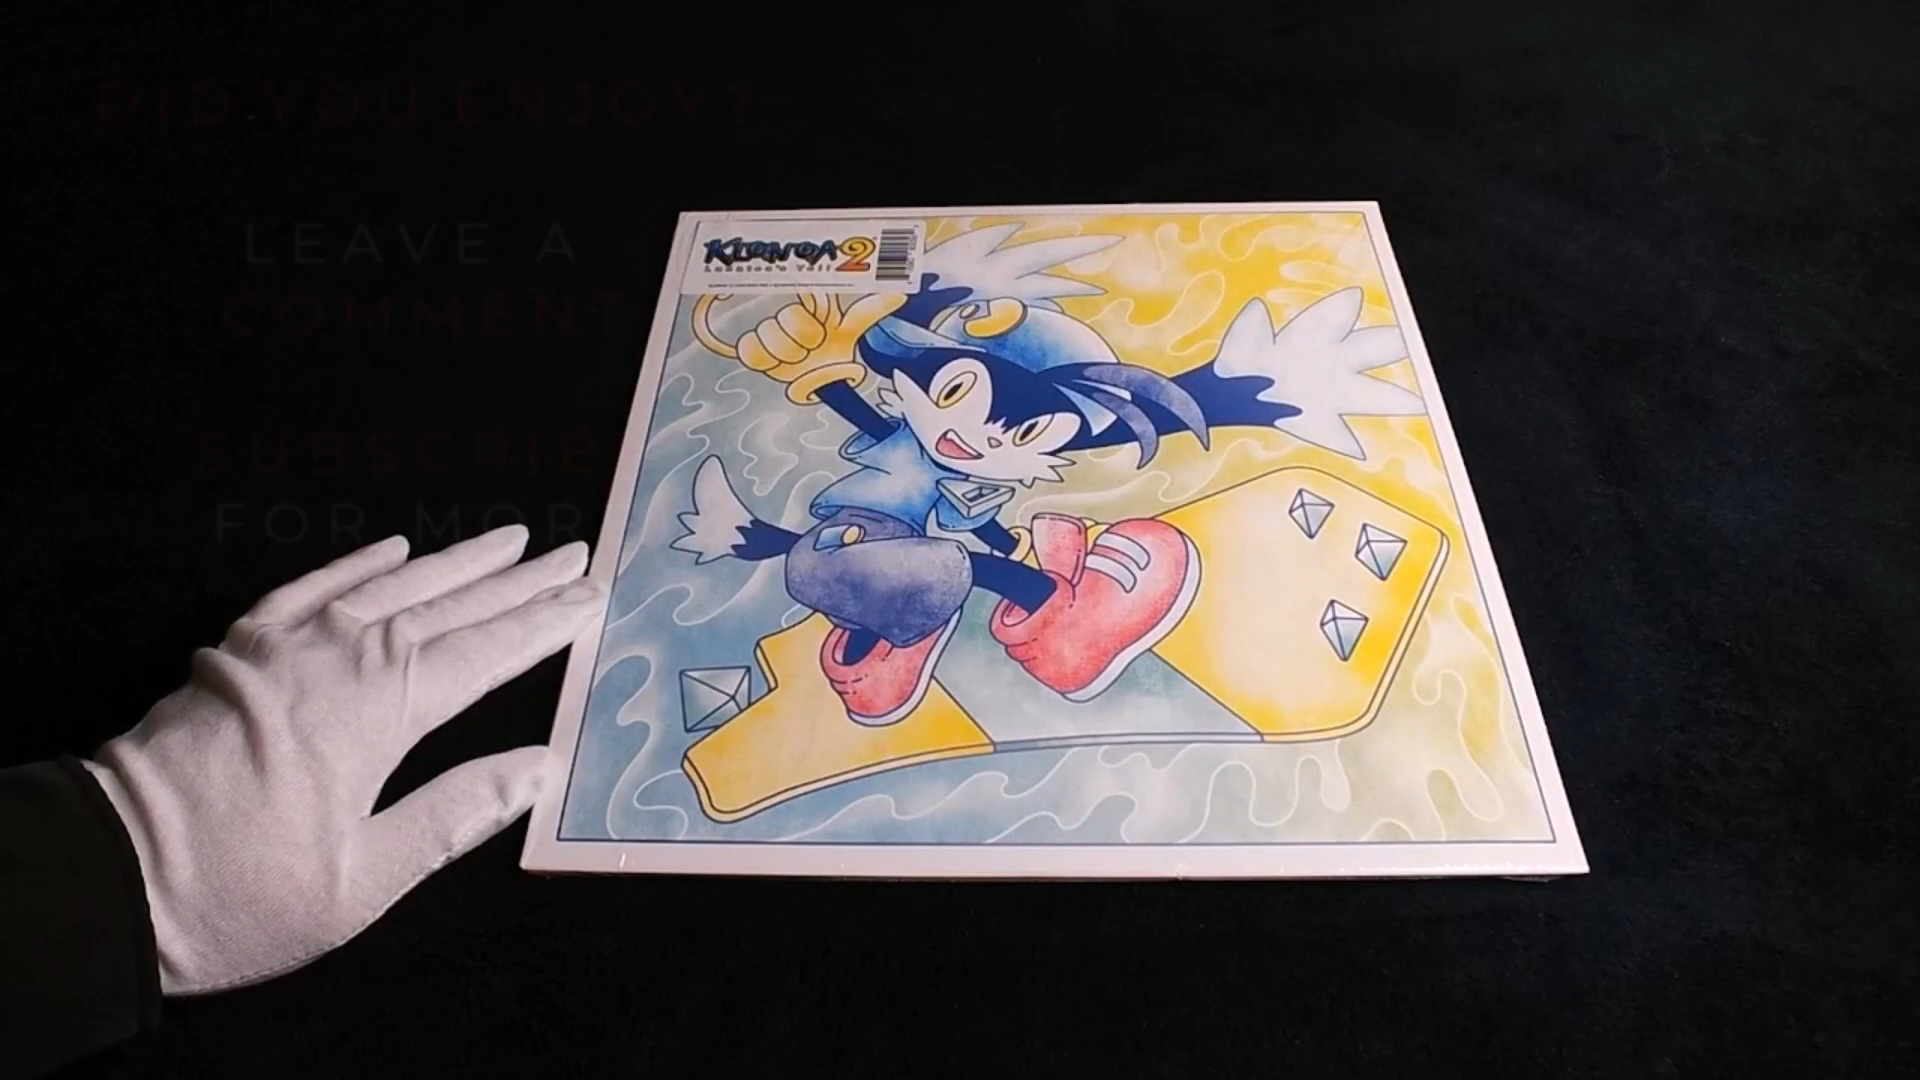 DID YOU ENJOY?
LEAVE A
COMMENT
SUBSCRIBE
FOR MORE
KLONOA 2
Lunatea's Veil